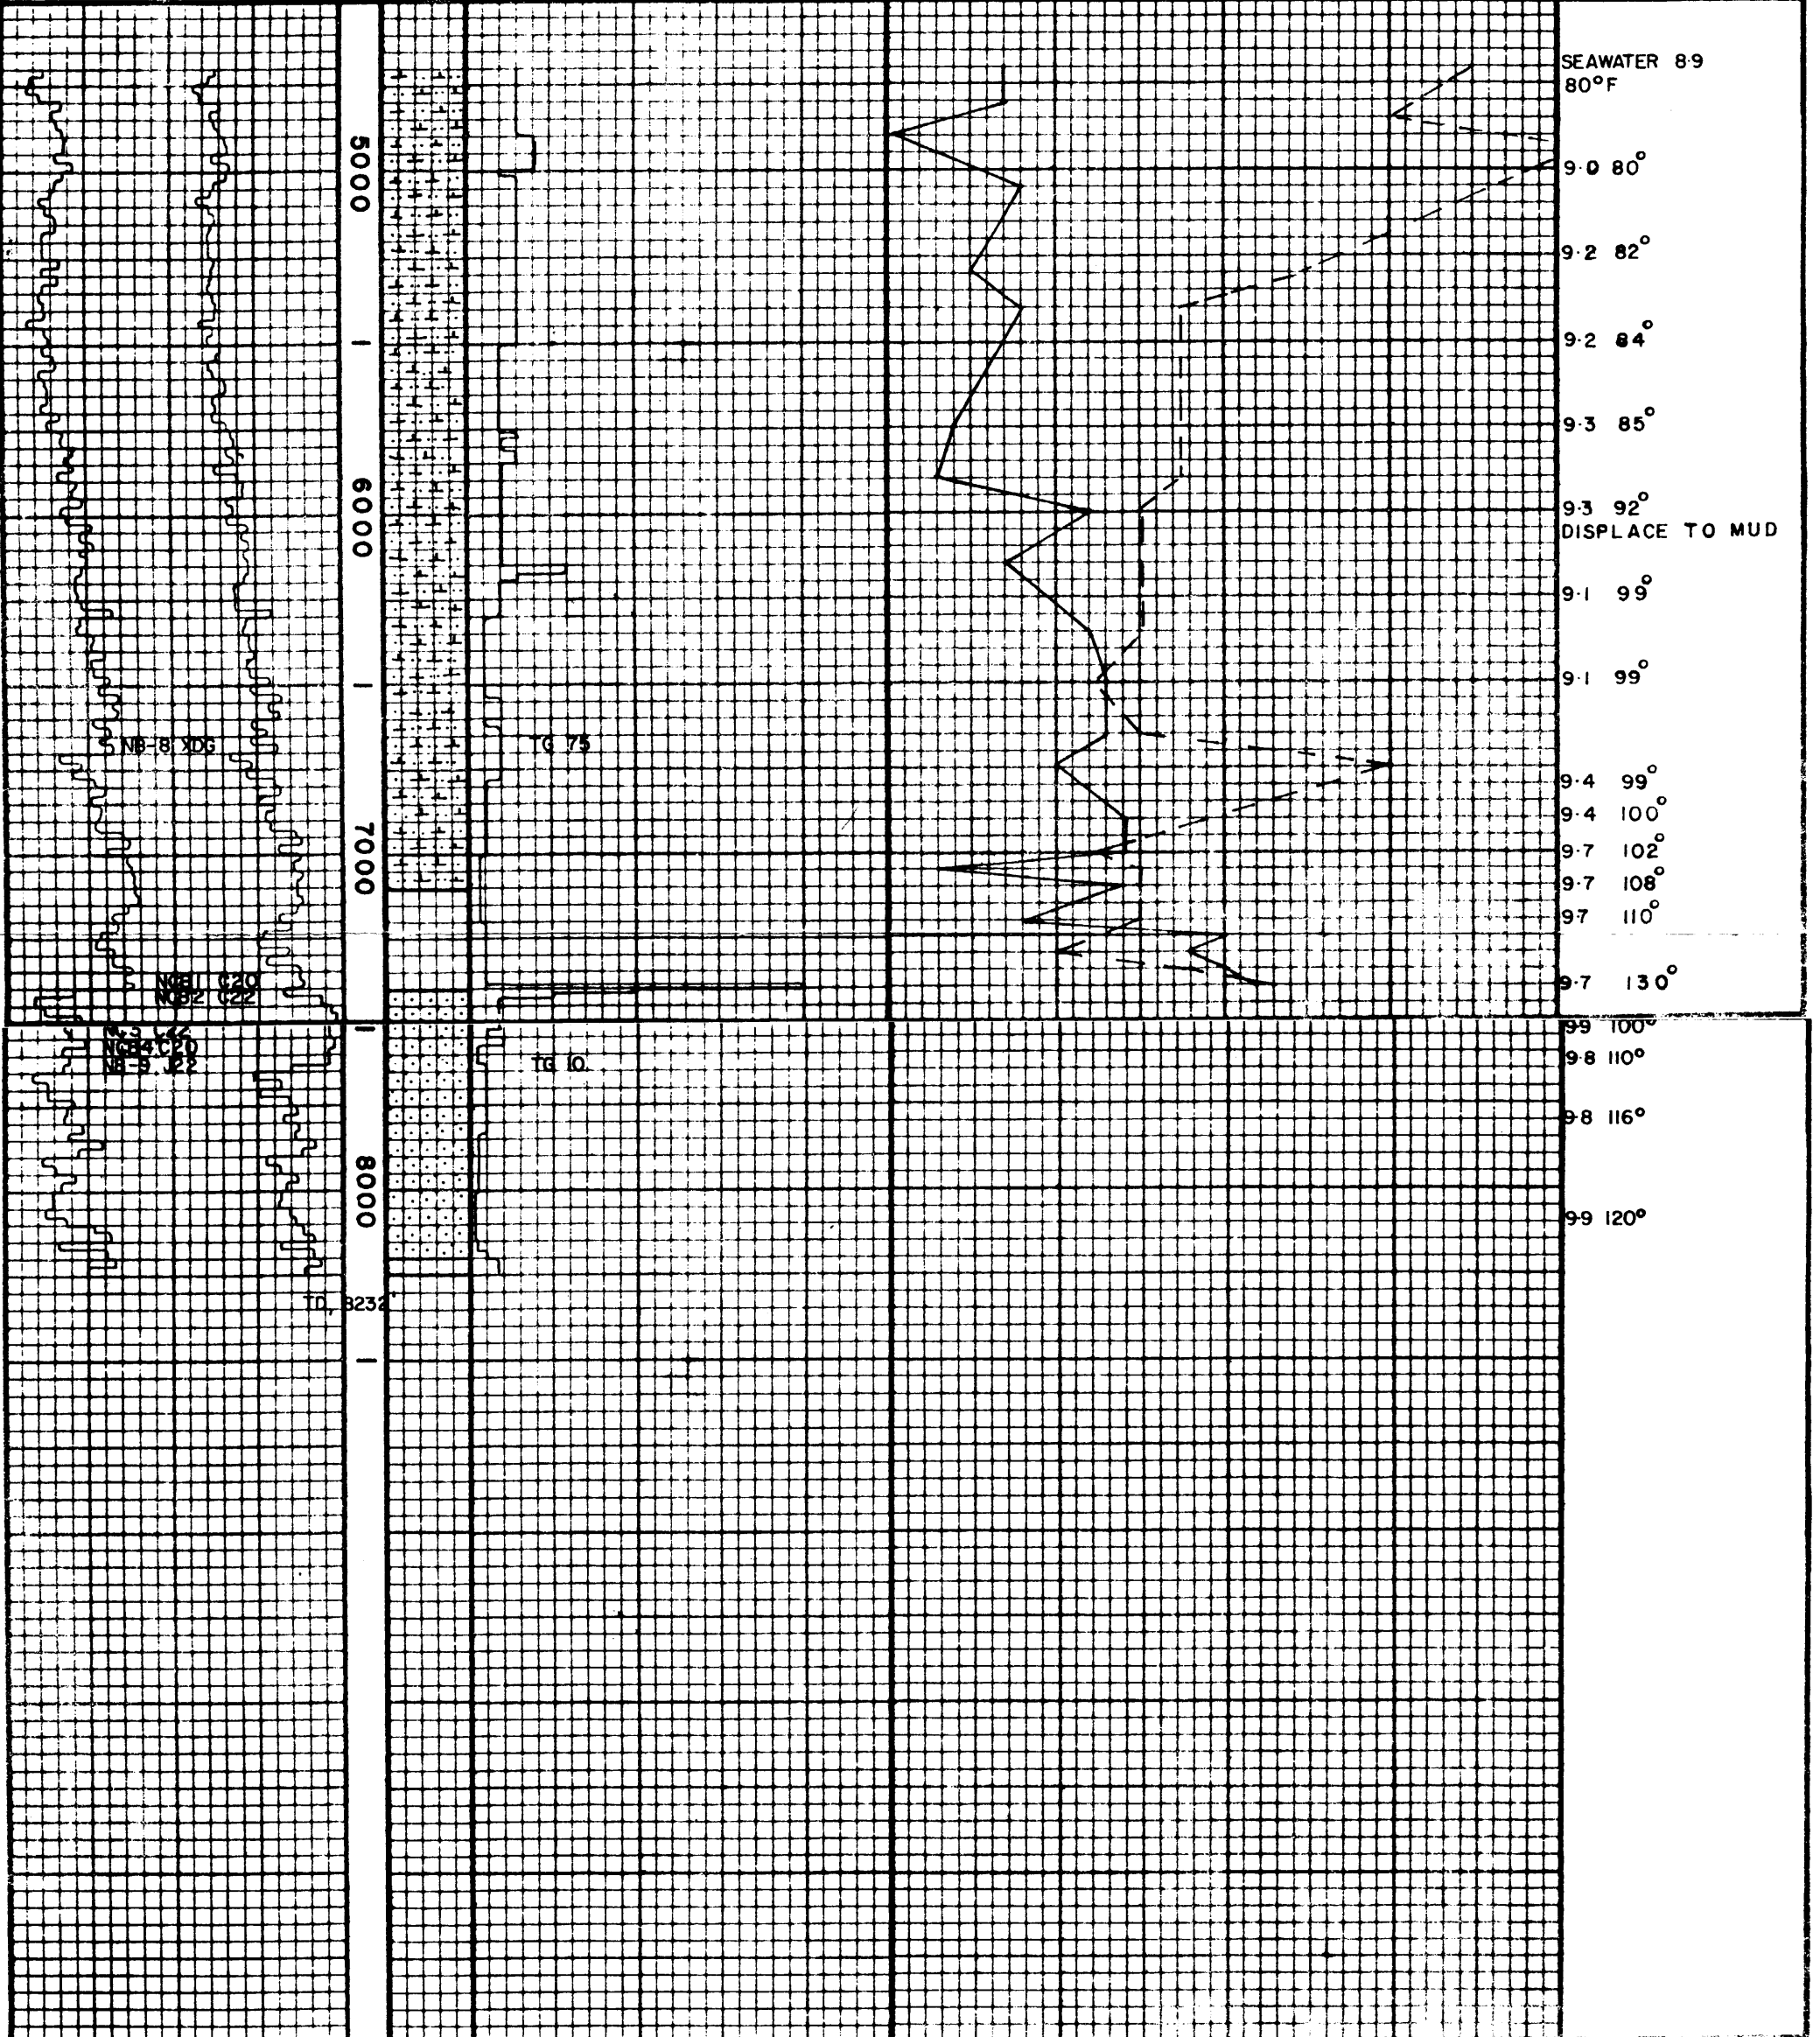 SEAWATER 8.9
80°F
5000
9.0 80°
9.2 82°
9.2 84°
9.3 85°
6000
9.3 92°
DISPLACE TO MUD
9.1 99°
9.1 99°
NB-8 XDG
TG 75
9.4 99°
9.4 100°
7000
9.7 102°
9.7 108°
9.7 110°
9.7 130°
C20
C22
9.9 100°
9.8 110°
C20
NB-9 J22
TG 10
9.8 116°
8000
9.9 120°
TD, 8232'